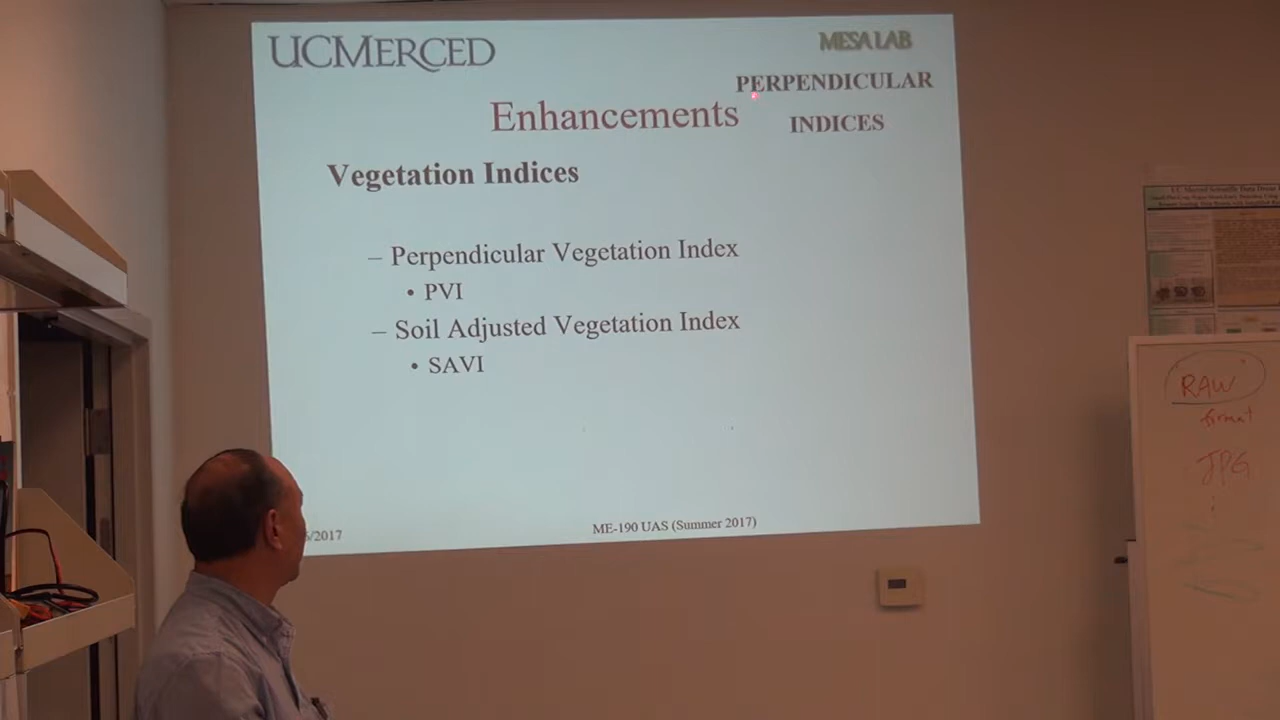 UCMERCED
MESA LAB
PERPENDICULAR
Enhancements
INDICES
Vegetation Indices
– Perpendicular Vegetation Index
• PVI
– Soil Adjusted Vegetation Index
• SAVI
/2017
ME-190 UAS (Summer 2017)
RAW
format
JPG